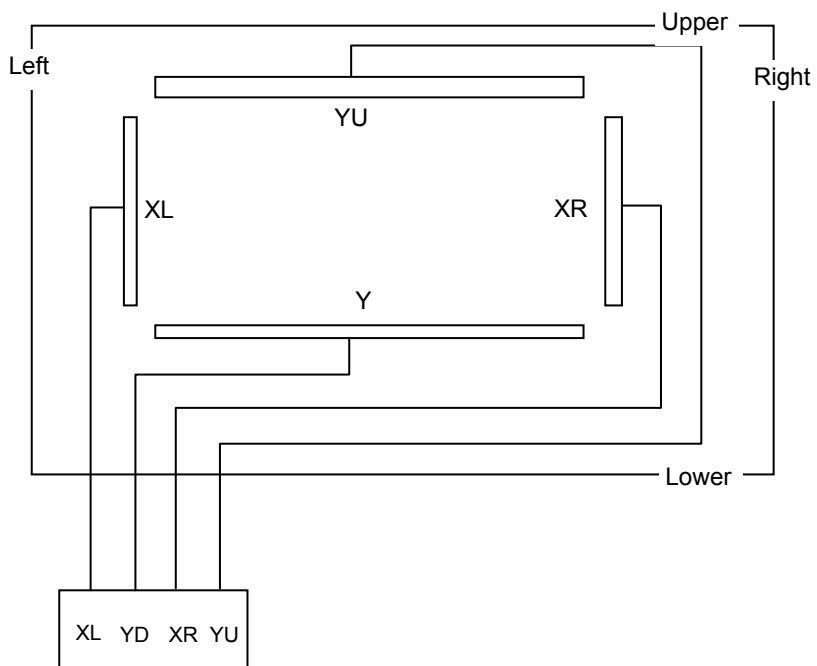 Upper
Left
Right
YU
XL
XR
Y
Lower
XL YD XR YU